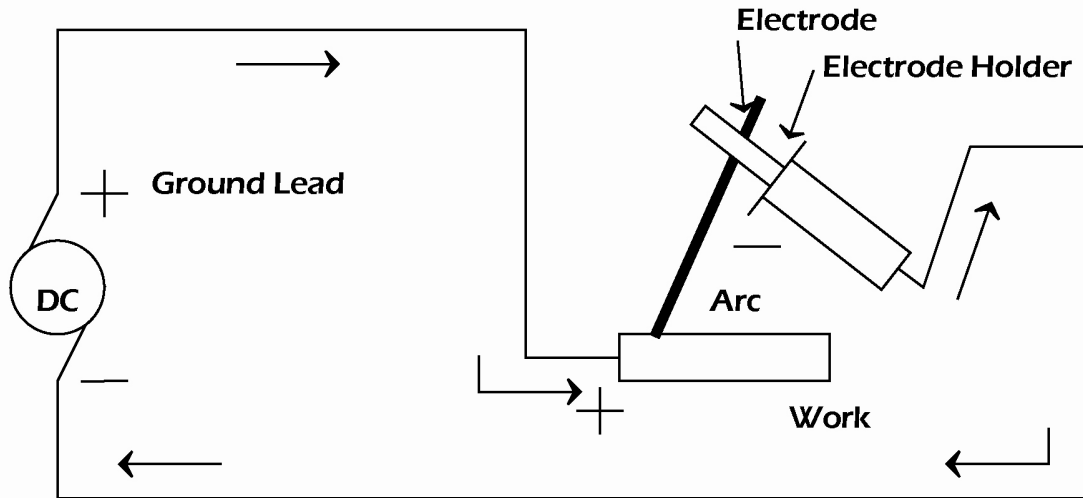 Electrode
Electrode Holder
+ Ground Lead
DC
−
Arc
−
+
Work